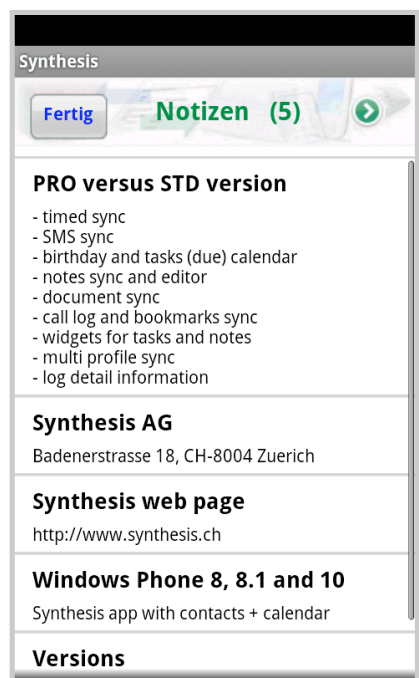 Synthesis
Fertig
Notizen (5)
PRO versus STD version
- timed sync
- SMS sync
- birthday and tasks (due) calendar
- notes sync and editor
- document sync
- call log and bookmarks sync
- widgets for tasks and notes
- multi profile sync
- log detail information
Synthesis AG
Badenerstrasse 18, CH-8004 Zuerich
Synthesis web page
http://www.synthesis.ch
Windows Phone 8, 8.1 and 10
Synthesis app with contacts + calendar
Versions